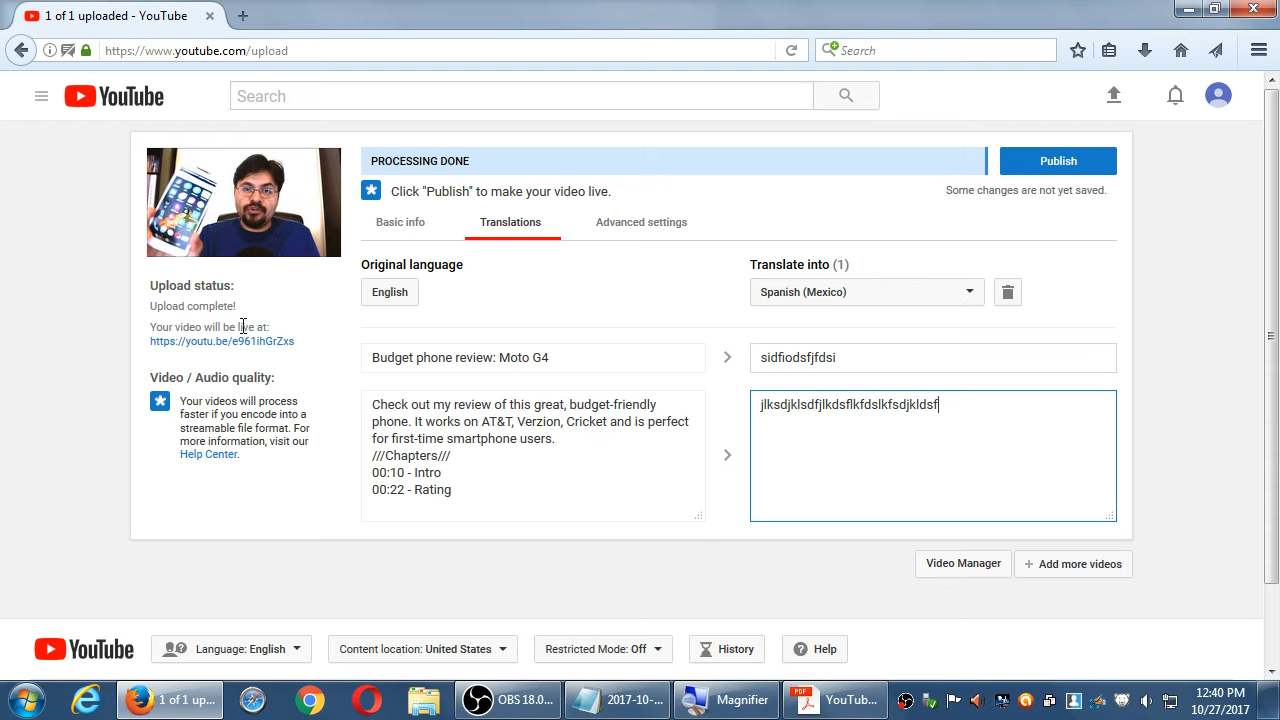 1 of 1 uploaded - YouTube
https://www.youtube.com/upload
Search
YouTube
Search
PROCESSING DONE
Publish
Click "Publish" to make your video live.
Some changes are not yet saved.
Basic info
Translations
Advanced settings
Original language
Translate into (1)
English
Spanish (Mexico)
Upload status:
Upload complete!
Your video will be live at:
https://youtu.be/e961ihGrZxs
Video / Audio quality:
Your videos will process
faster if you encode into a
streamable file format. For
more information, visit our
Help Center.
Budget phone review: Moto G4
sidfiodsfjfdsi
Check out my review of this great, budget-friendly
phone. It works on AT&T, Verzion, Cricket and is perfect
for first-time smartphone users.
///Chapters///
00:10 - Intro
00:22 - Rating
jlksdjklsdfjlkdsflkfdslkfsdjkldsf
Video Manager
+ Add more videos
YouTube
Language: English
Content location: United States
Restricted Mode: Off
History
Help
1 of 1 up...
OBS 18.0...
2017-10-...
Magnifier
PDF
YouTub...
12:40 PM
10/27/2017